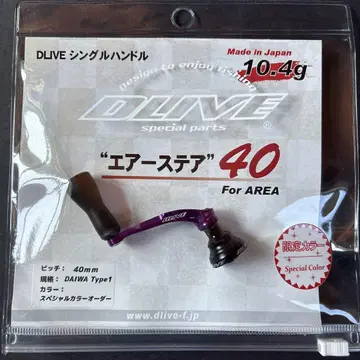 DLIVE シングルハンドル
Made in Japan
10.4g
design to enjoy fishing
DLIVE®
special parts
“エアーステア”40
For AREA
DLIVE
限定カラー
Special Color
ピッチ： 40mm
規格： DAIWA Type1
カラー：
スペシャルカラーオーダー
www.dlive-f.jp